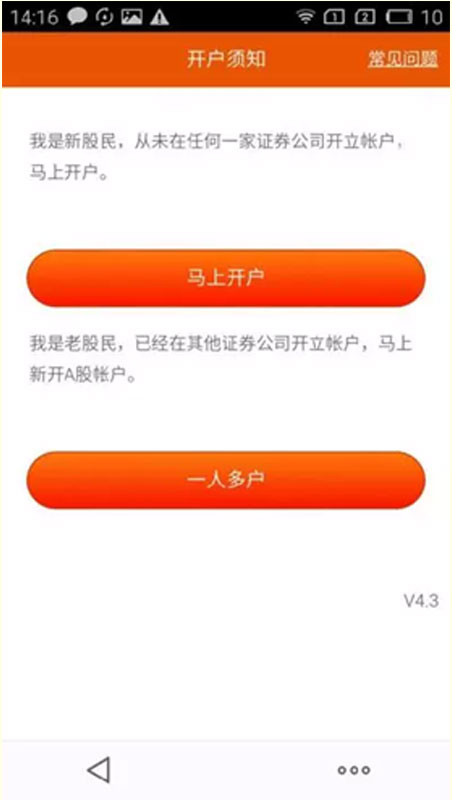 14:16 1 2 10
开户须知 常见问题
我是新股民，从未在任何一家证券公司开立帐户，
马上开户。
马上开户
我是老股民，已经在其他证券公司开立帐户，马上
新开A股帐户。
一人多户
V4.3